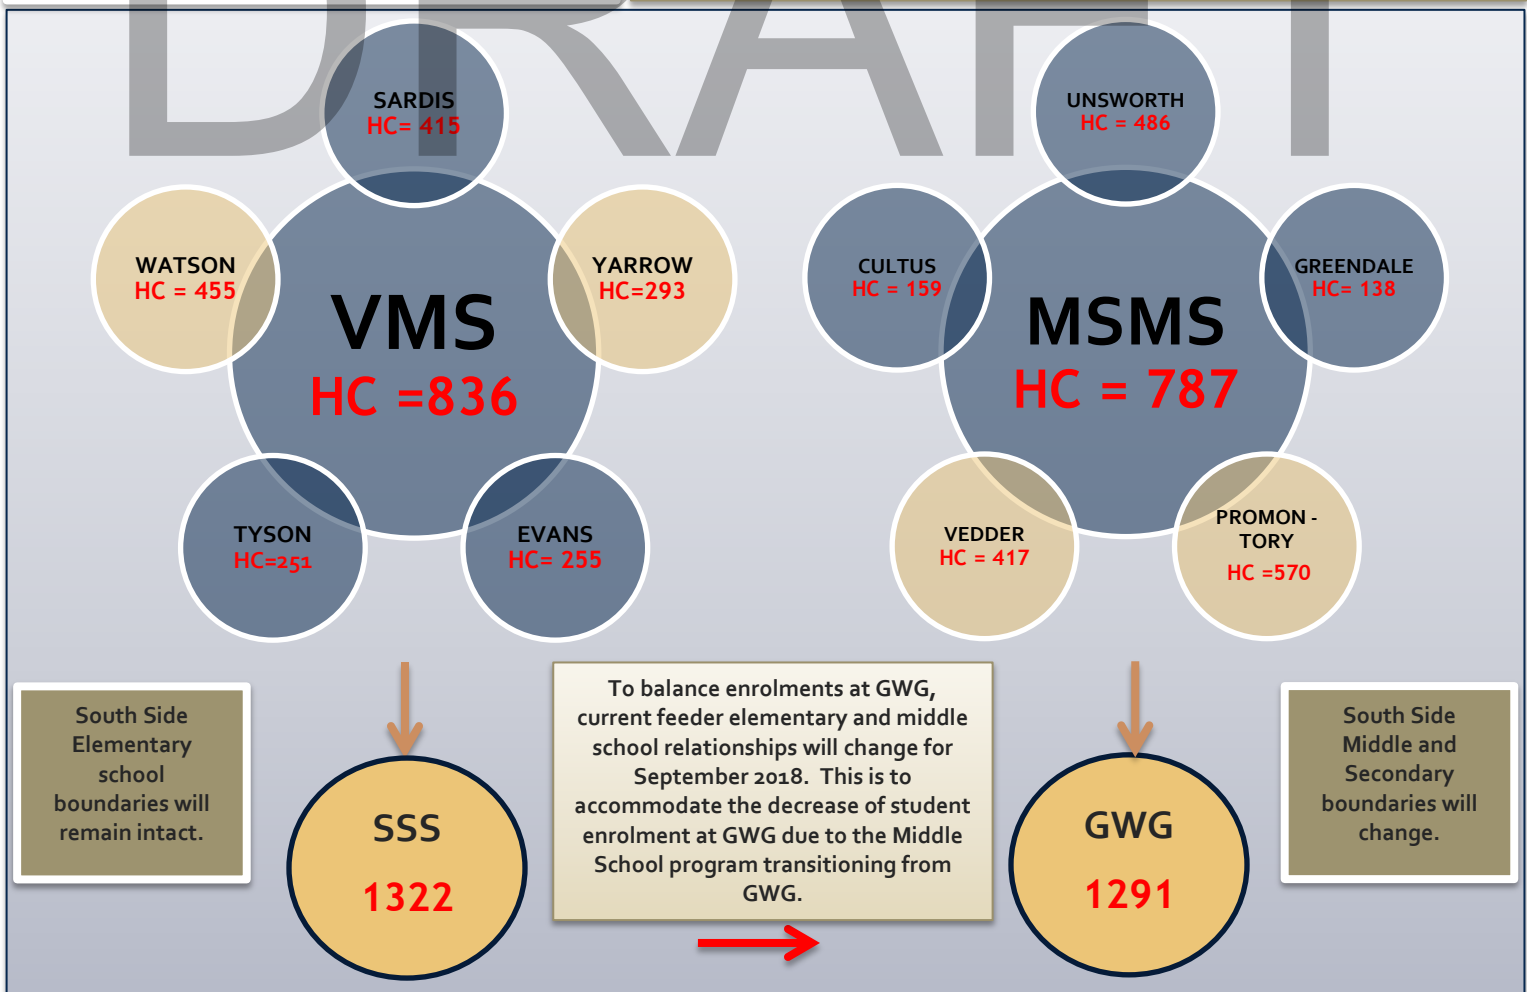 DRAFT
SARDIS
HC= 415
WATSON
HC = 455
YARROW
HC=293
VMS
HC =836
TYSON
HC=251
EVANS
HC= 255
UNSWORTH
HC = 486
CULTUS
HC = 159
GREENDALE
HC= 138
MSMS
HC = 787
VEDDER
HC = 417
PROMON -
TORY
HC =570
South Side
Elementary
school
boundaries will
remain intact.
SSS
1322
To balance enrolments at GWG,
current feeder elementary and middle
school relationships will change for
September 2018. This is to
accommodate the decrease of student
enrolment at GWG due to the Middle
School program transitioning from
GWG.
GWG
1291
South Side
Middle and
Secondary
boundaries will
change.